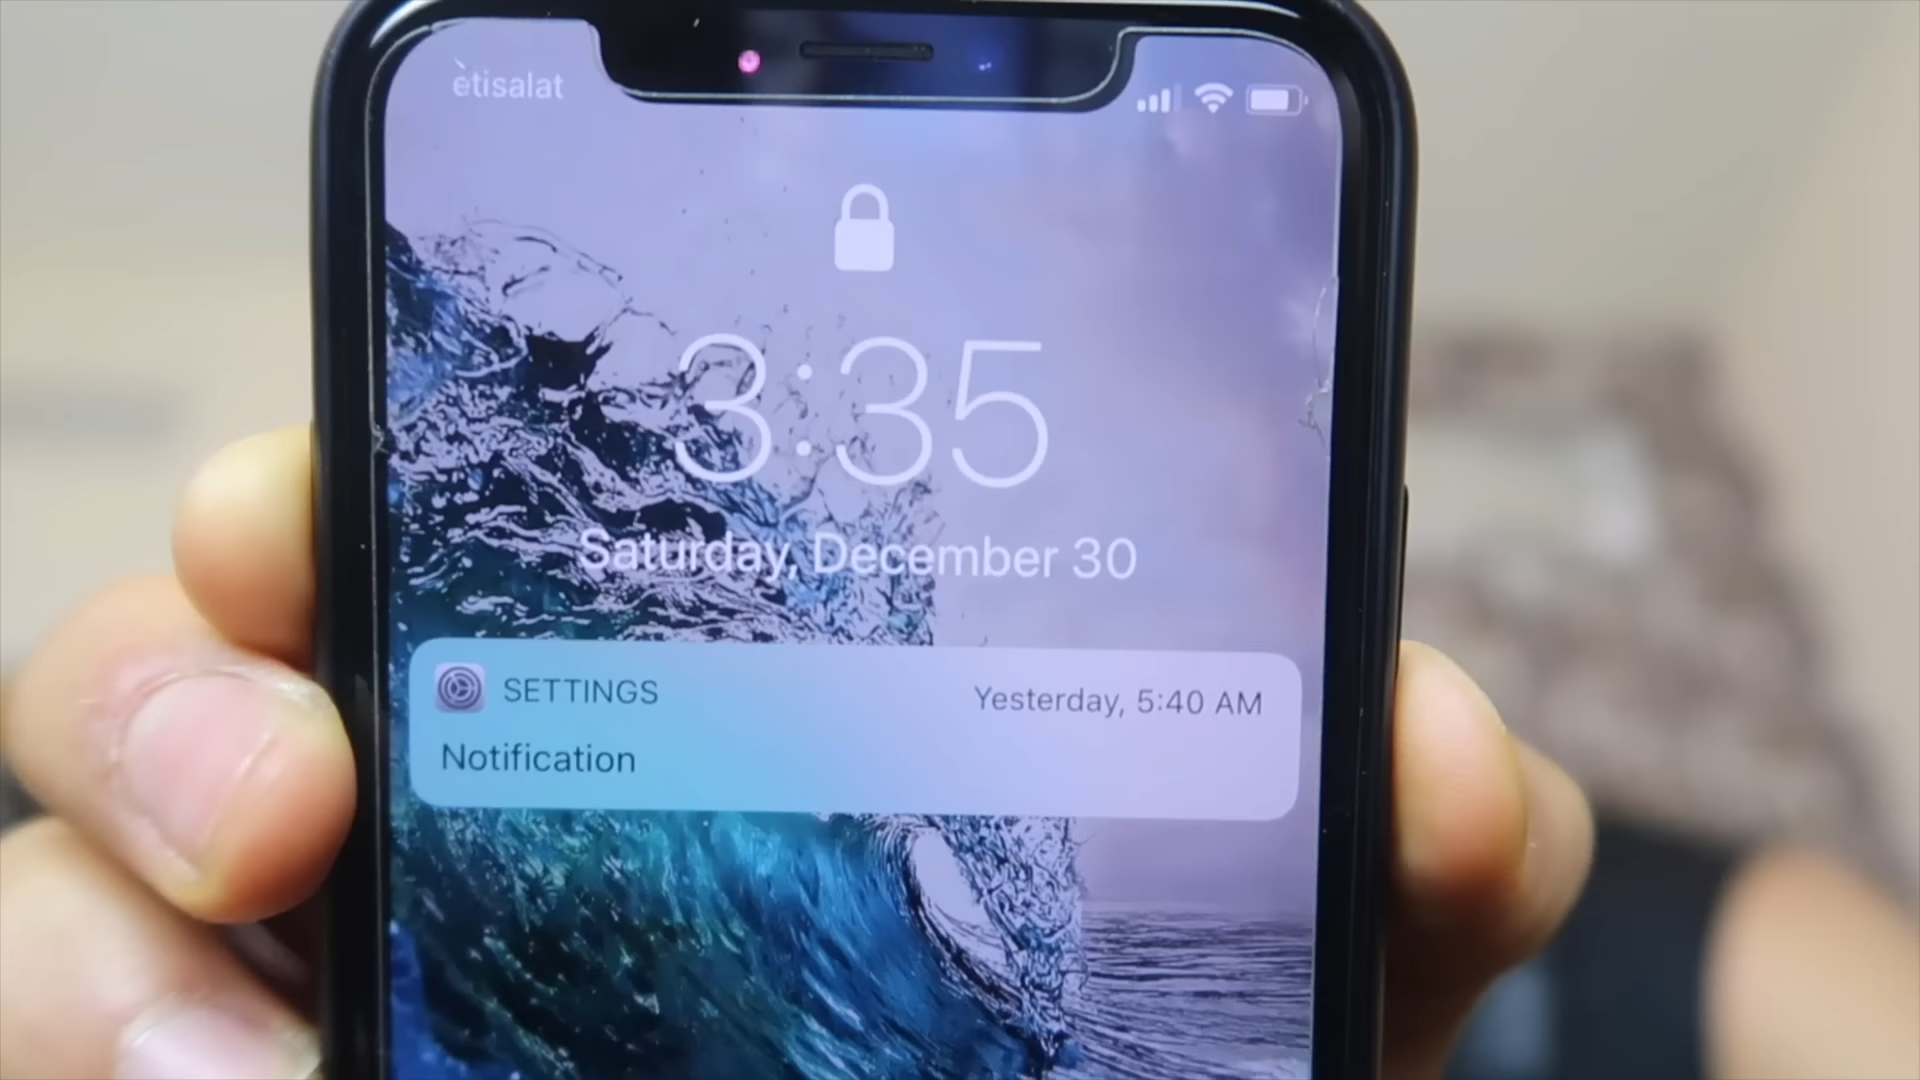 etisalat
3:35
Saturday, December 30
SETTINGS
Yesterday, 5:40 AM
Notification